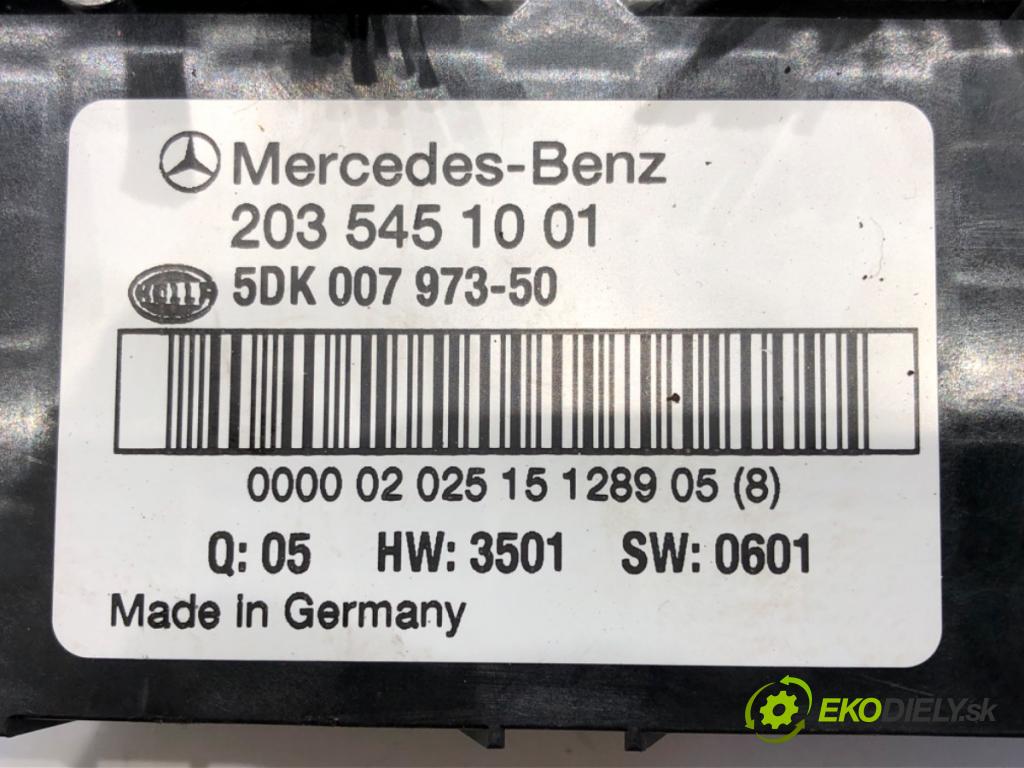 Mercedes-Benz
203 545 10 01
HELLA 5DK 007 973-50
0000 02 025 15 1289 05 (8)
Q: 05 HW: 3501 SW: 0601
Made in Germany
EKODIELY.sk